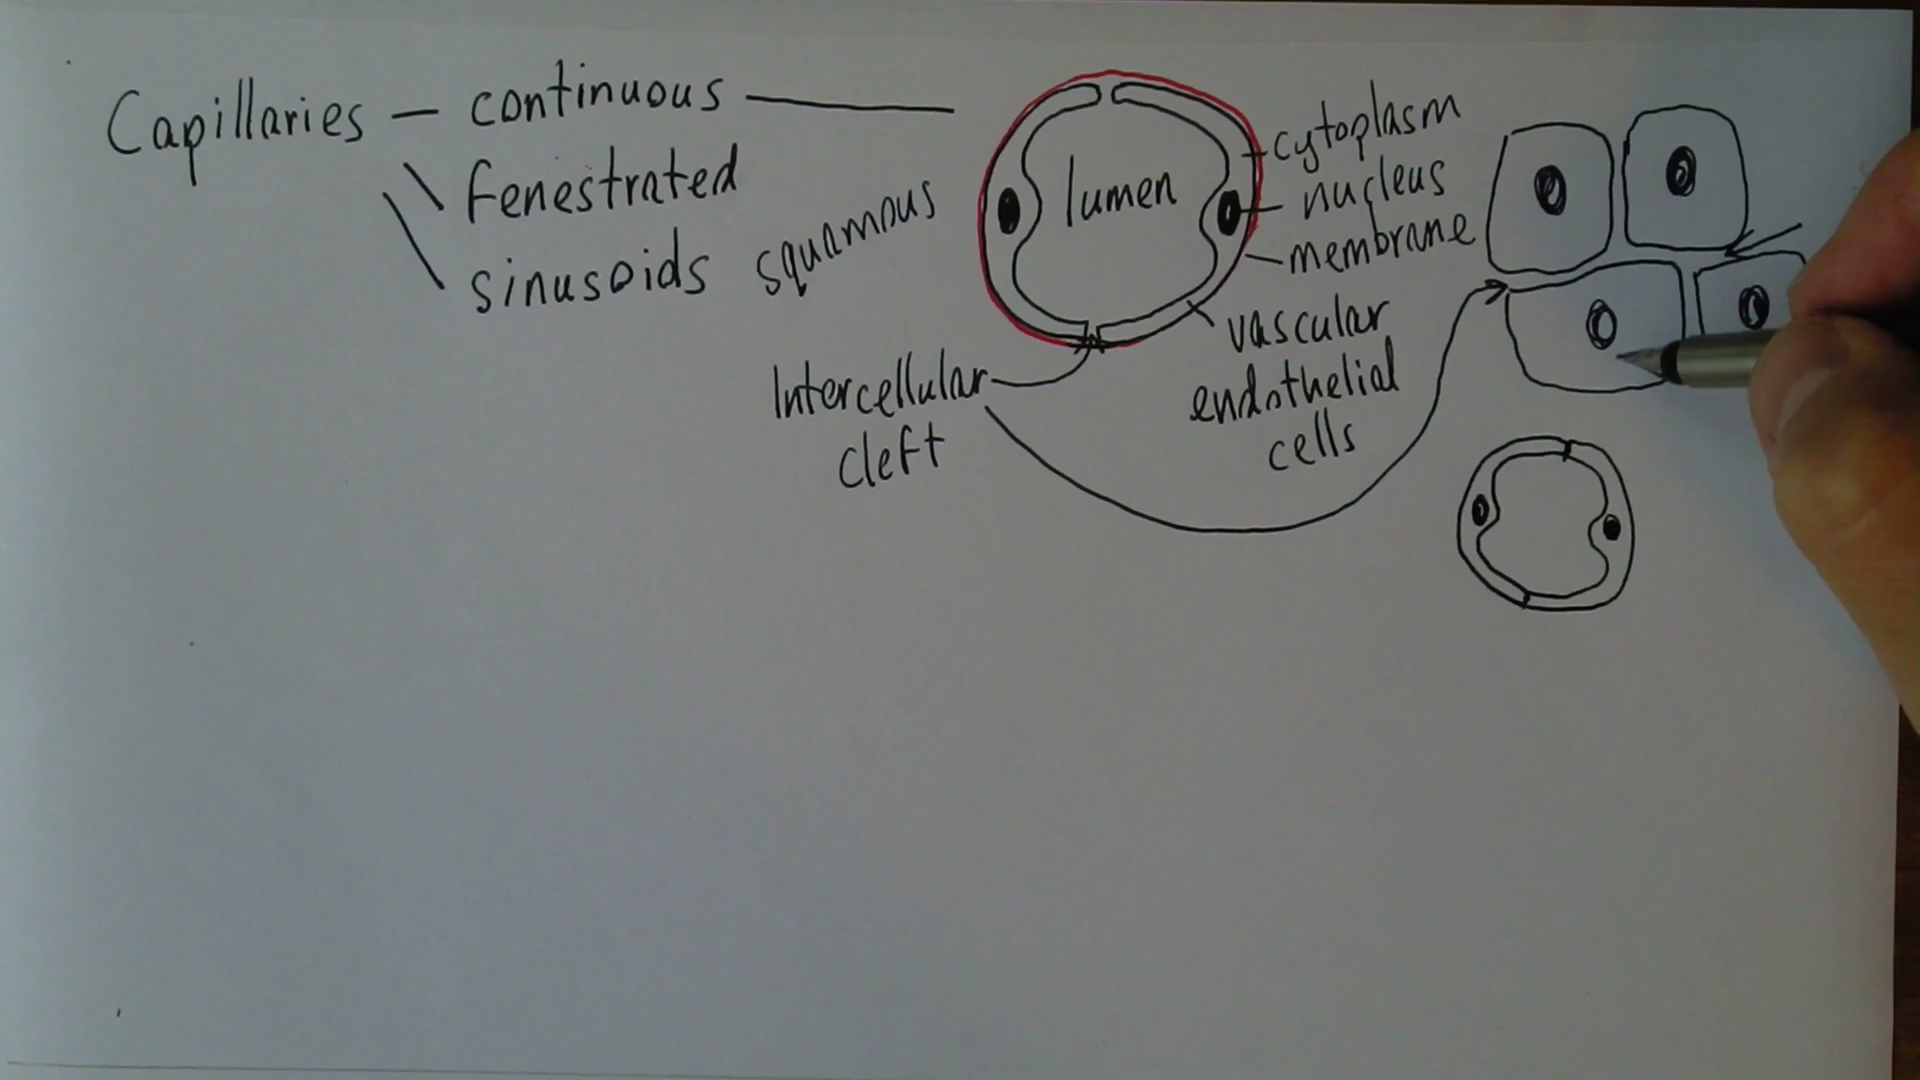 Capillaries – continuous
fenestrated
sinusoids
squamous
lumen
cytoplasm
nucleus
membrane
vascular
endothelial
cells
Intercellular
cleft